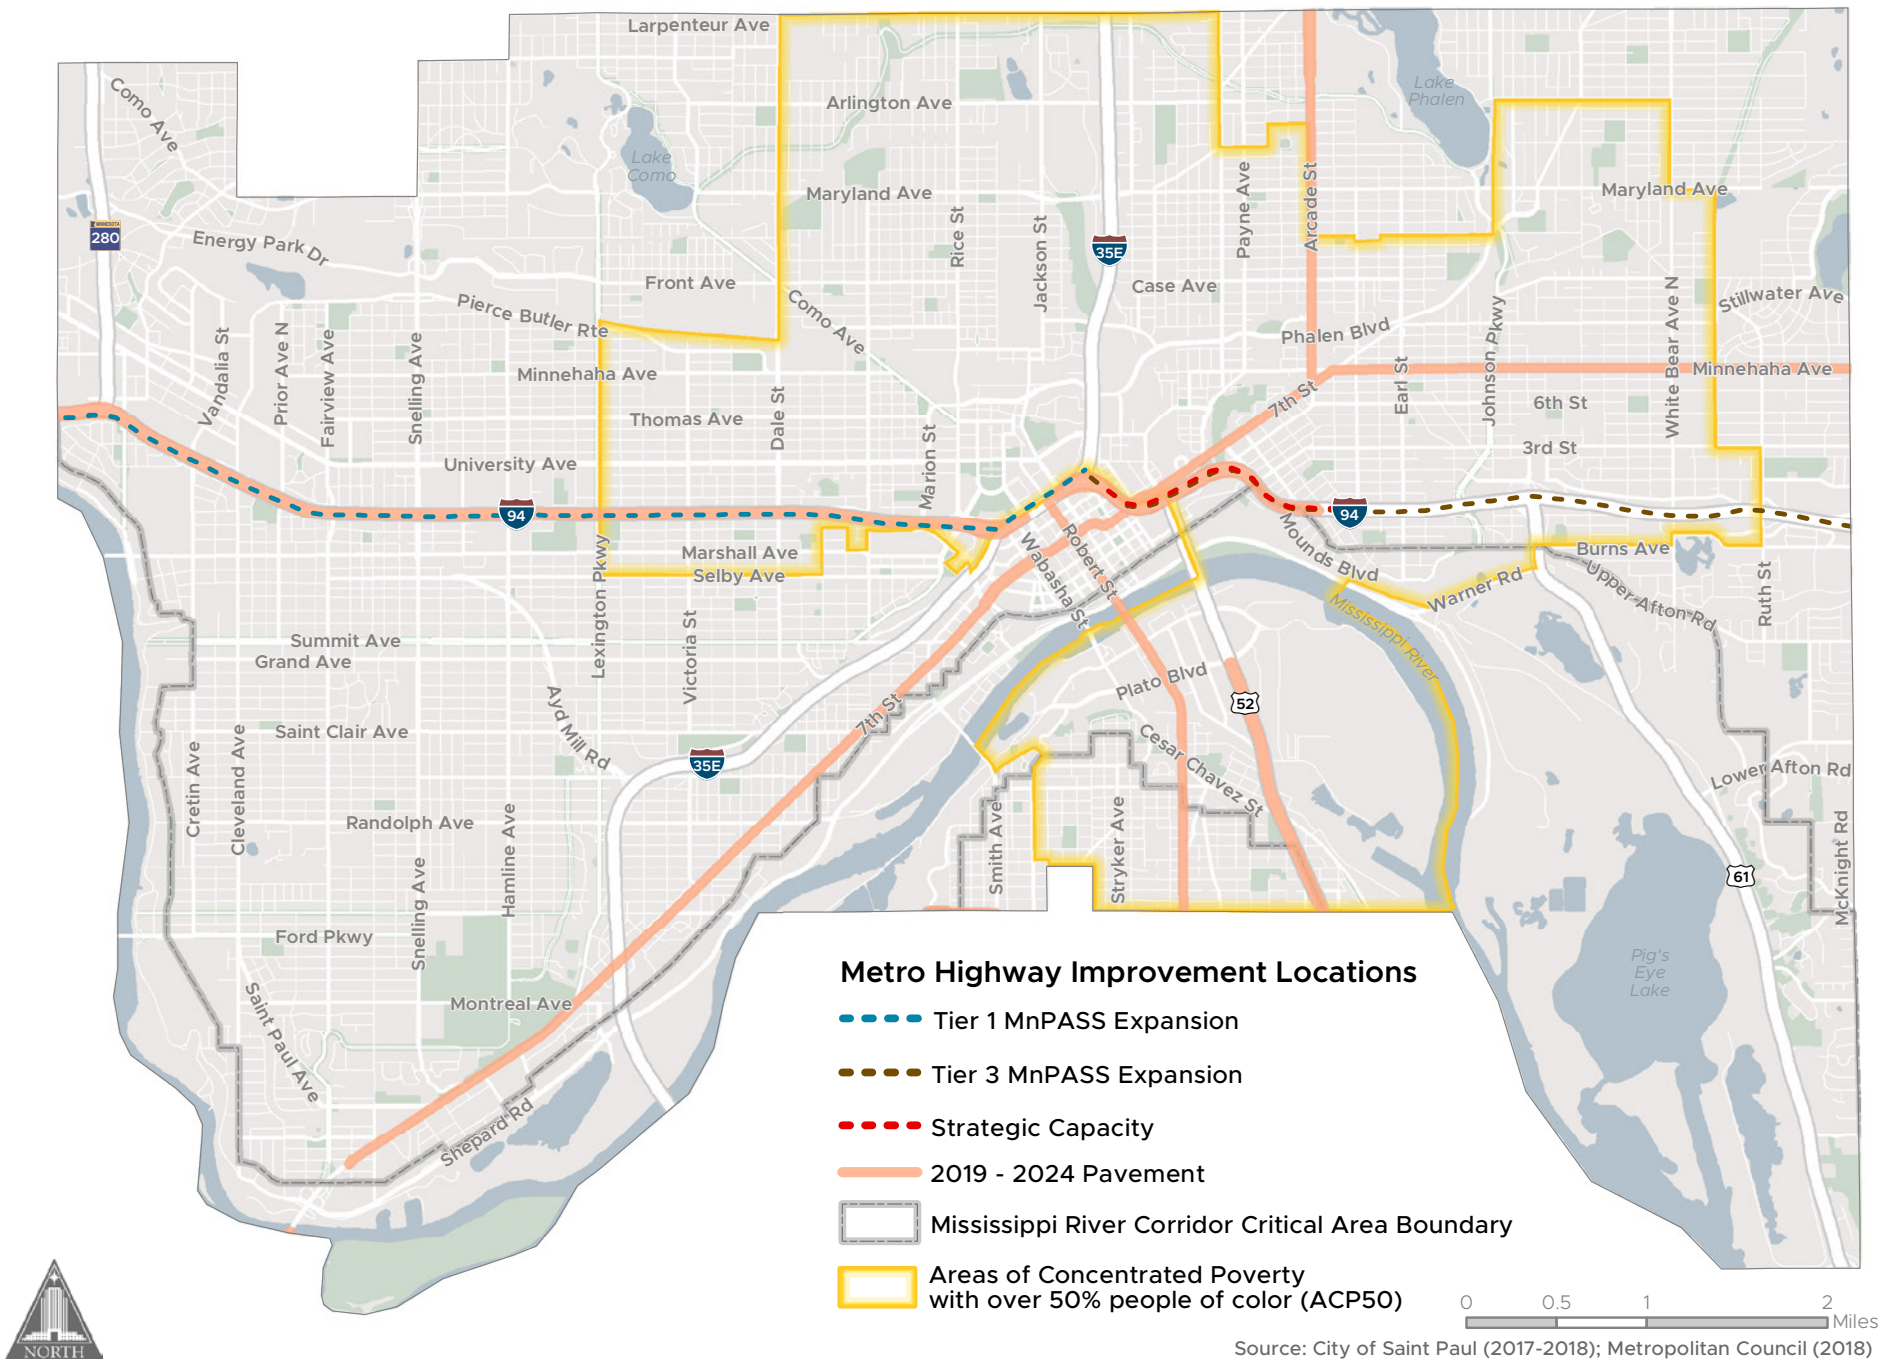 Larpenteur Ave
Como Ave
Arlington Ave
Lake
Phalen
Lake
Como
Maryland Ave
Maryland Ave
MINNESOTA
280
Energy Park Dr
Rice St
Jackson St
35E
Payne Ave
Arcade St
Front Ave
Case Ave
Pierce Butler Rte
Como Ave
Phalen Blvd
Johnson Pkwy
White Bear Ave N
Stillwater Ave
Vandalia St
Prior Ave N
Fairview Ave
Snelling Ave
Minnehaha Ave
Minnehaha Ave
Thomas Ave
Dale St
Marion St
7th St
Earl St
6th St
3rd St
University Ave
94
94
Marshall Ave
Selby Ave
Lexington Pkwy
Wabasha St
Robert St
Mounds Blvd
Burns Ave
Warner Rd
Upper Afton Rd
Ruth St
Mississippi River
Summit Ave
Grand Ave
Victoria St
Ayd Mill Rd
Plato Blvd
52
7th St
Saint Clair Ave
Cretin Ave
Cleveland Ave
35E
Cesar Chavez St
Lower Afton Rd
Randolph Ave
Hamline Ave
Snelling Ave
Smith Ave
Stryker Ave
61
McKnight Rd
Ford Pkwy
Pig's
Eye
Lake
Montreal Ave
Saint Paul Ave
Shepard Rd
Metro Highway Improvement Locations
Tier 1 MnPASS Expansion
Tier 3 MnPASS Expansion
Strategic Capacity
2019 - 2024 Pavement
Mississippi River Corridor Critical Area Boundary
Areas of Concentrated Poverty
with over 50% people of color (ACP50)
0 0.5 1 2
Miles
NORTH
Source: City of Saint Paul (2017-2018); Metropolitan Council (2018)